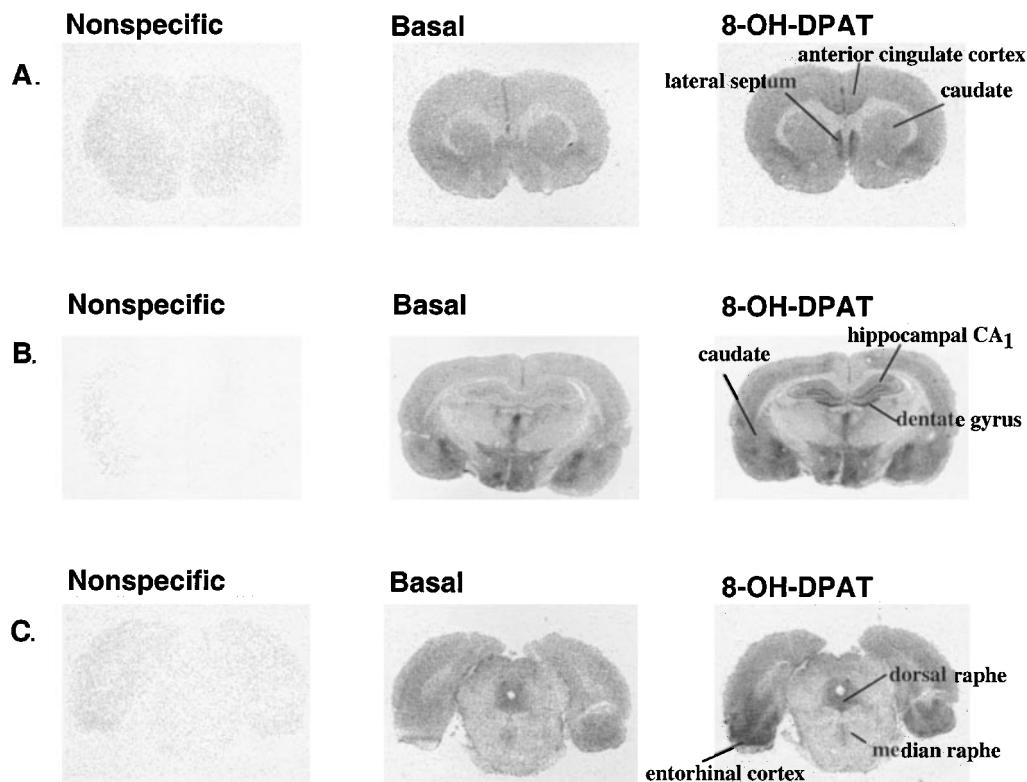 Nonspecific
Basal
8-OH-DPAT
A.
anterior cingulate cortex
lateral septum
caudate
Nonspecific
Basal
8-OH-DPAT
B.
hippocampal CA1
caudate
dentate gyrus
Nonspecific
Basal
8-OH-DPAT
C.
dorsal raphe
median raphe
entorhinal cortex